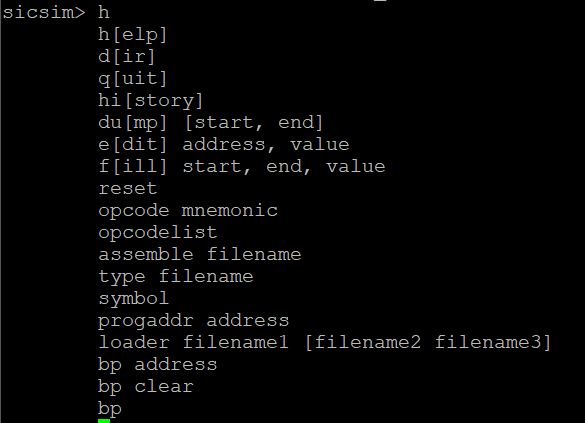 sicsim> h
h[elp]
d[ir]
q[uit]
hi[story]
du[mp] [start, end]
e[dit] address, value
f[ill] start, end, value
reset
opcode mnemonic
opcodelist
assemble filename
type filename
symbol
progaddr address
loader filename1 [filename2 filename3]
bp address
bp clear
bp